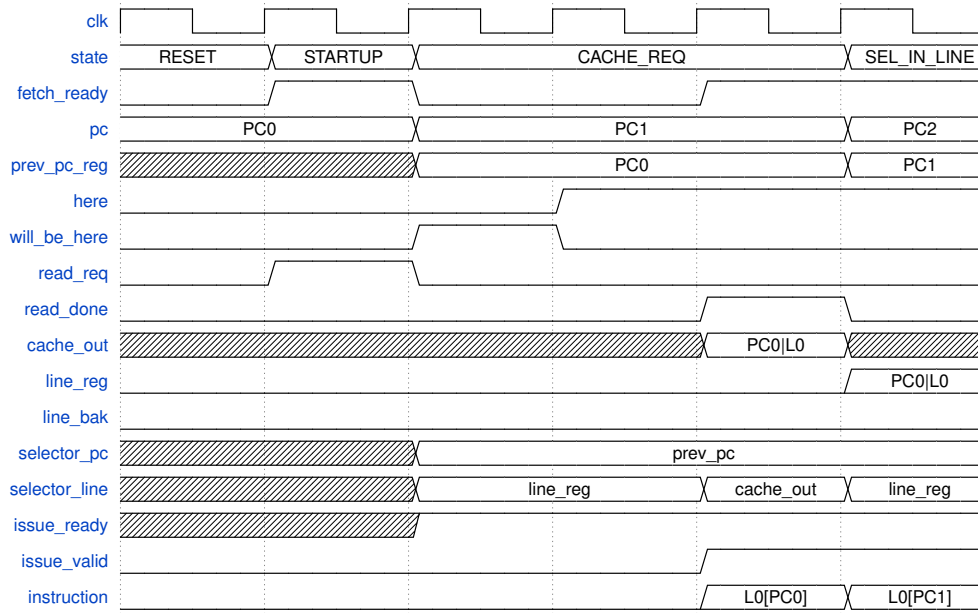 clk
state RESET STARTUP CACHE_REQ SEL_IN_LINE
fetch_ready
pc PC0 PC1 PC2
prev_pc_reg PC0 PC1
here
will_be_here
read_req
read_done
cache_out PC0|L0
line_reg PC0|L0
line_bak
selector_pc prev_pc
selector_line line_reg cache_out line_reg
issue_ready
issue_valid
instruction L0[PC0] L0[PC1]